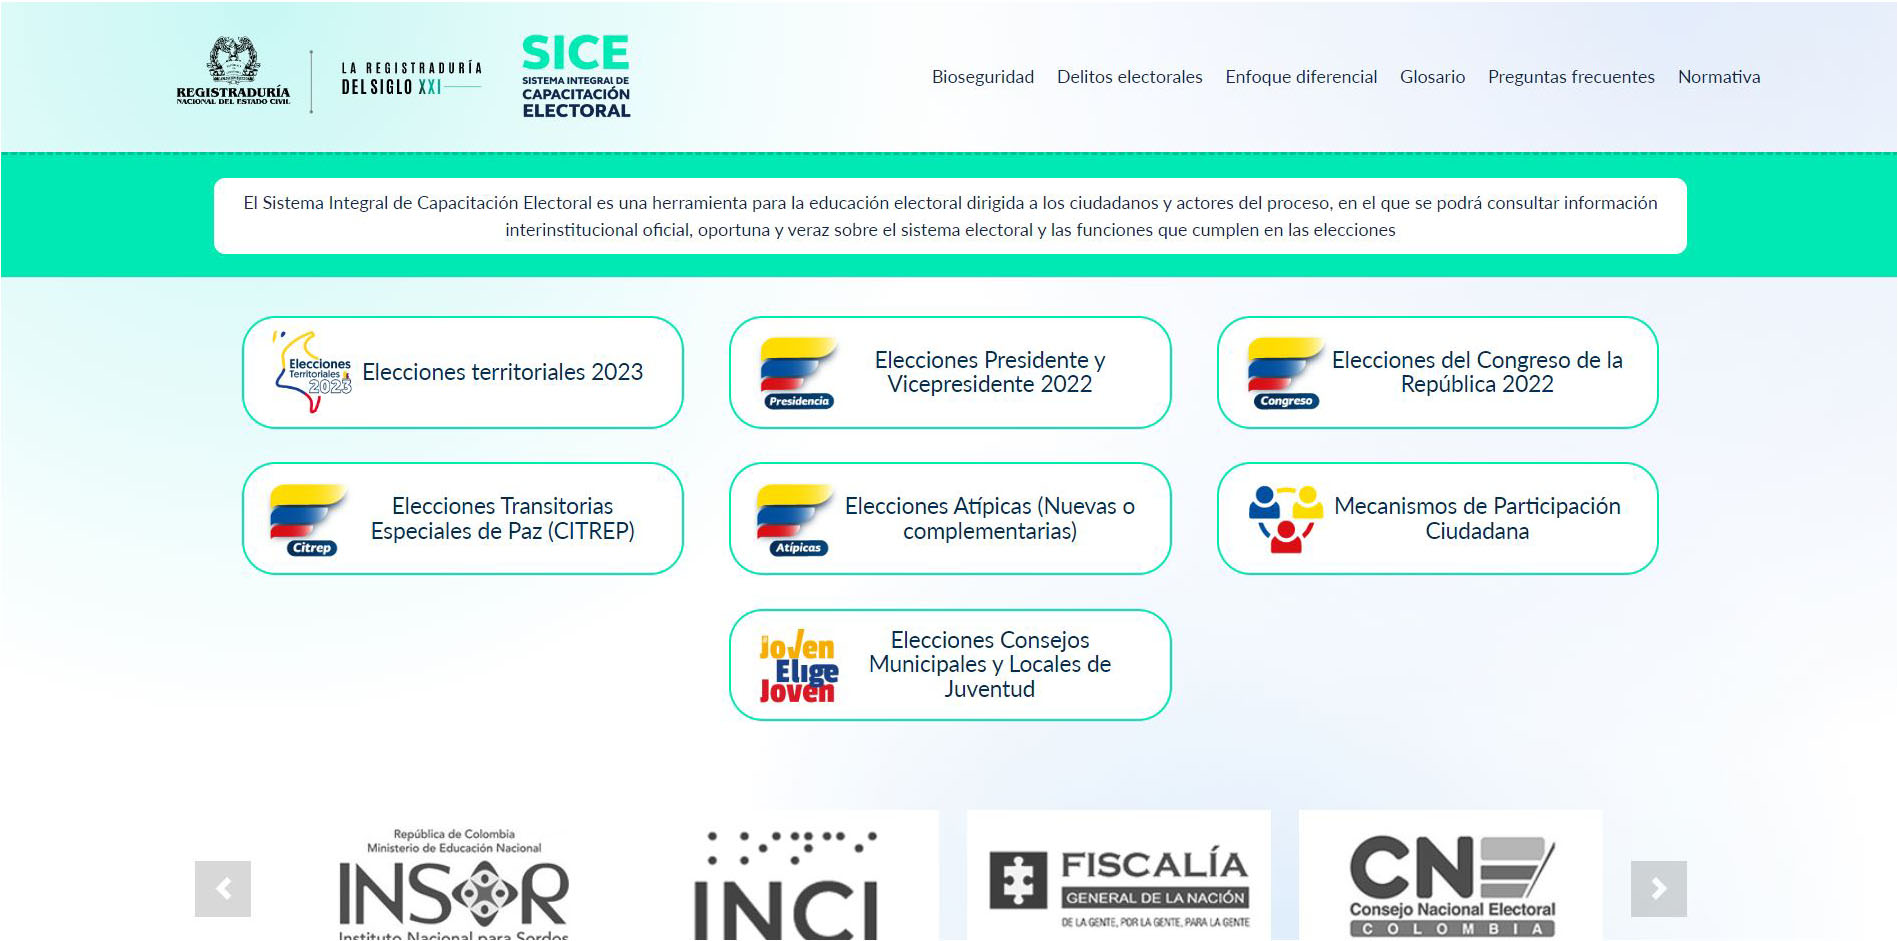 REGISTRADURÍA
NACIONAL DEL ESTADO CIVIL
LA REGISTRADURÍA
DEL SIGLO XXI
SICE
SISTEMA INTEGRAL DE
CAPACITACIÓN
ELECTORAL
Bioseguridad Delitos electorales Enfoque diferencial Glosario Preguntas frecuentes Normativa
El Sistema Integral de Capacitación Electoral es una herramienta para la educación electoral dirigida a los ciudadanos y actores del proceso, en el que se podrá consultar información
interinstitucional oficial, oportuna y veraz sobre el sistema electoral y las funciones que cumplen en las elecciones
Elecciones
Territoriales
2023
Elecciones territoriales 2023
Presidencia
Elecciones Presidente y
Vicepresidente 2022
Congreso
Elecciones del Congreso de la
República 2022
Citrep
Elecciones Transitorias
Especiales de Paz (CITREP)
Atípicas
Elecciones Atípicas (Nuevas o
complementarias)
Mecanismos de Participación
Ciudadana
Joven
Elige
Joven
Elecciones Consejos
Municipales y Locales de
Juventud
República de Colombia
Ministerio de Educación Nacional
INSOR
Instituto Nacional para Sordos
INCI
FISCALÍA
GENERAL DE LA NACIÓN
DE LA GENTE, POR LA GENTE, PARA LA GENTE
CNE
Consejo Nacional Electoral
COLOMBIA